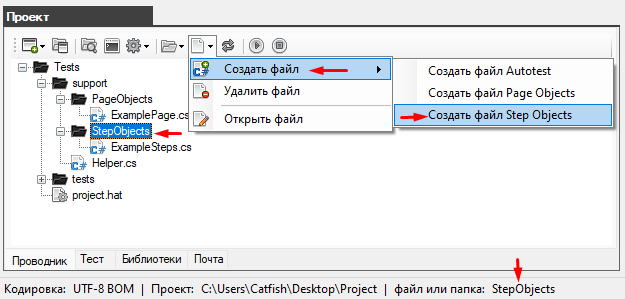 Проект
Создать файл
Удалить файл
Открыть файл
Создать файл Autotest
Создать файл Page Objects
Создать файл Step Objects
Tests
support
PageObjects
ExamplePage.cs
StepObjects
ExampleSteps.cs
Helper.cs
tests
project.hat
Проводник Тест Библиотеки Почта
Кодировка: UTF-8 BOM | Проект: C:\Users\Catfish\Desktop\Project | файл или папка: StepObjects